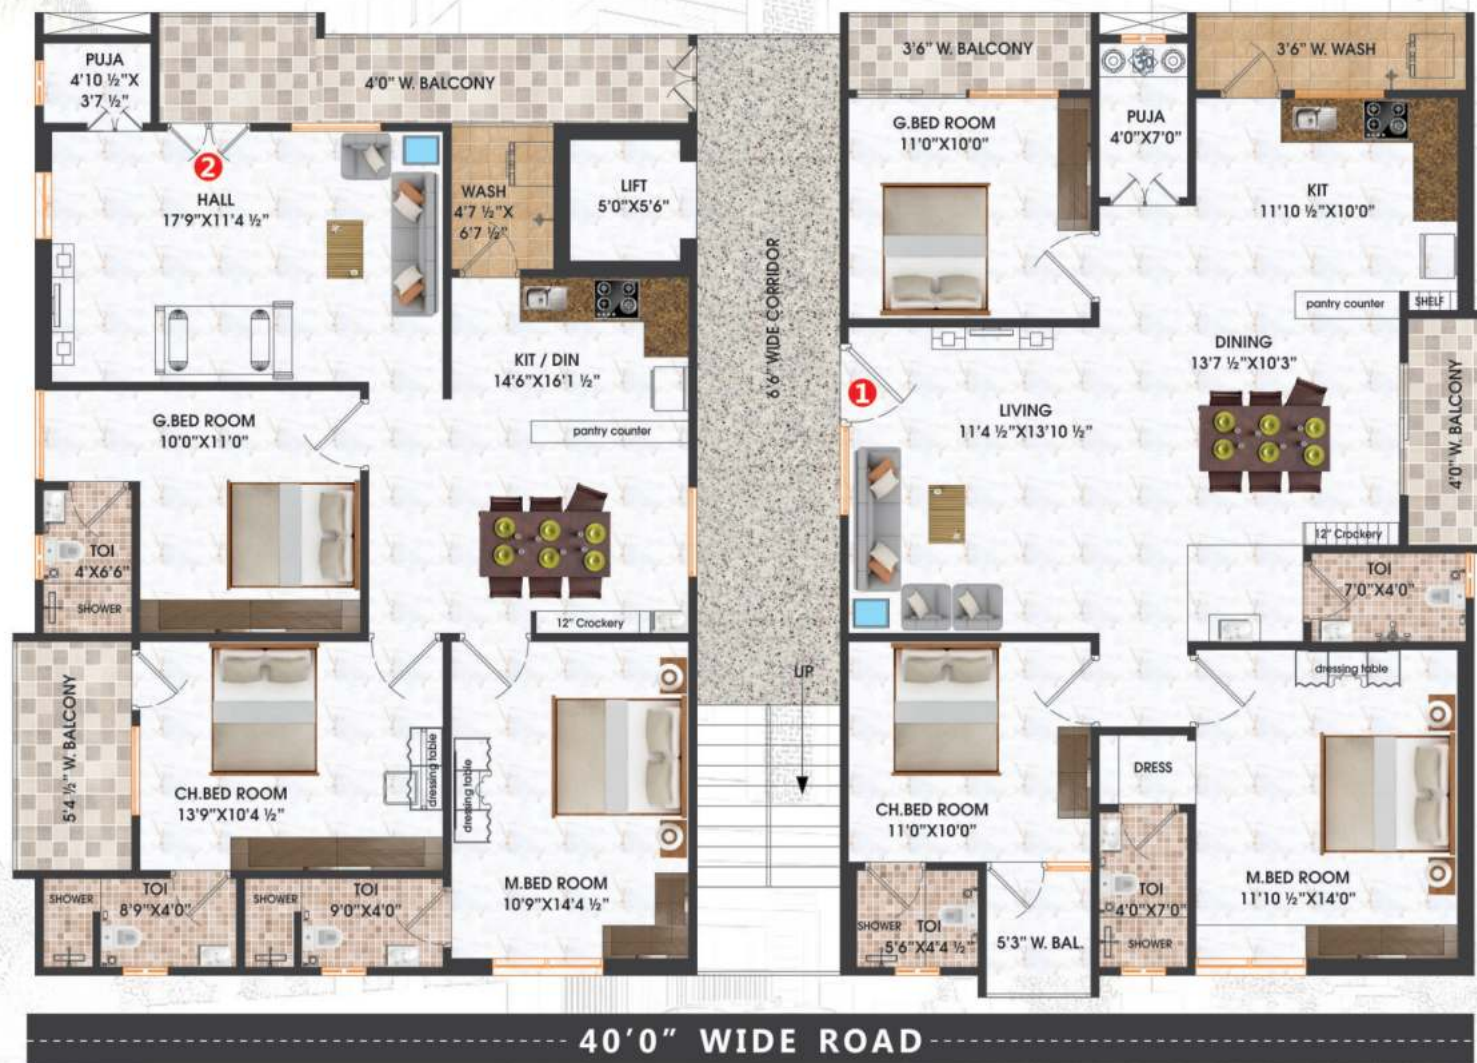 PUJA
4'10 ½"X
3'7 ½"
4'0" W. BALCONY
2
HALL
17'9"X11'4 ½"
WASH
4'7 ½"X
6'7 ½"
LIFT
5'0"X5'6"
KIT / DIN
14'6"X16'1 ½"
pantry counter
G.BED ROOM
10'0"X11'0"
TOI
4'X6'6"
SHOWER
12" Crockery
5'4 ½" W. BALCONY
CH.BED ROOM
13'9"X10'4 ½"
dressing table
dressing table
M.BED ROOM
10'9"X14'4 ½"
SHOWER
TOI
8'9"X4'0"
SHOWER
TOI
9'0"X4'0"
6'6" WIDE CORRIDOR
UP
3'6" W. BALCONY
ॐ
3'6" W. WASH
G.BED ROOM
11'0"X10'0"
PUJA
4'0"X7'0"
KIT
11'10 ½"X10'0"
pantry counter
SHELF
1
LIVING
11'4 ½"X13'10 ½"
DINING
13'7 ½"X10'3"
4'0" W. BALCONY
12" Crockery
TOI
7'0"X4'0"
dressing table
DRESS
CH.BED ROOM
11'0"X10'0"
M.BED ROOM
11'10 ½"X14'0"
SHOWER
TOI
5'6"X4'4 ½"
5'3" W. BAL.
TOI
4'0"X7'0"
SHOWER
40'0" WIDE ROAD